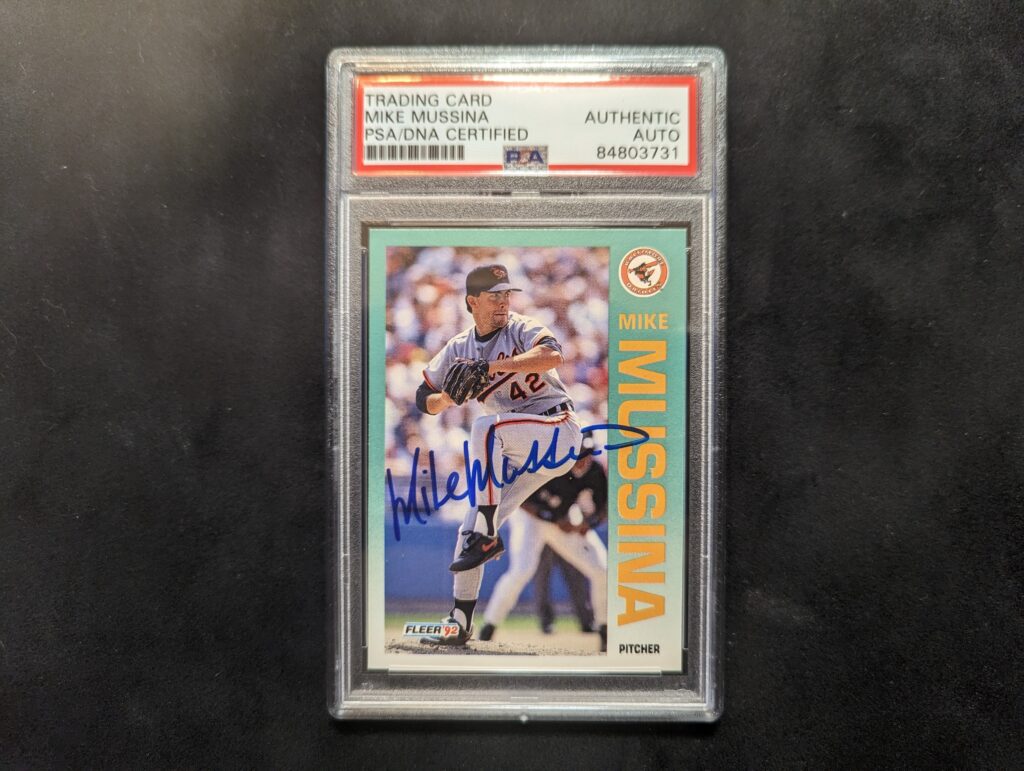 TRADING CARD
MIKE MUSSINA
PSA/DNA CERTIFIED
AUTHENTIC
AUTO
84803731
PSA
MIKE
MUSSINA
42
Mike Mussina
FLEER '92
PITCHER